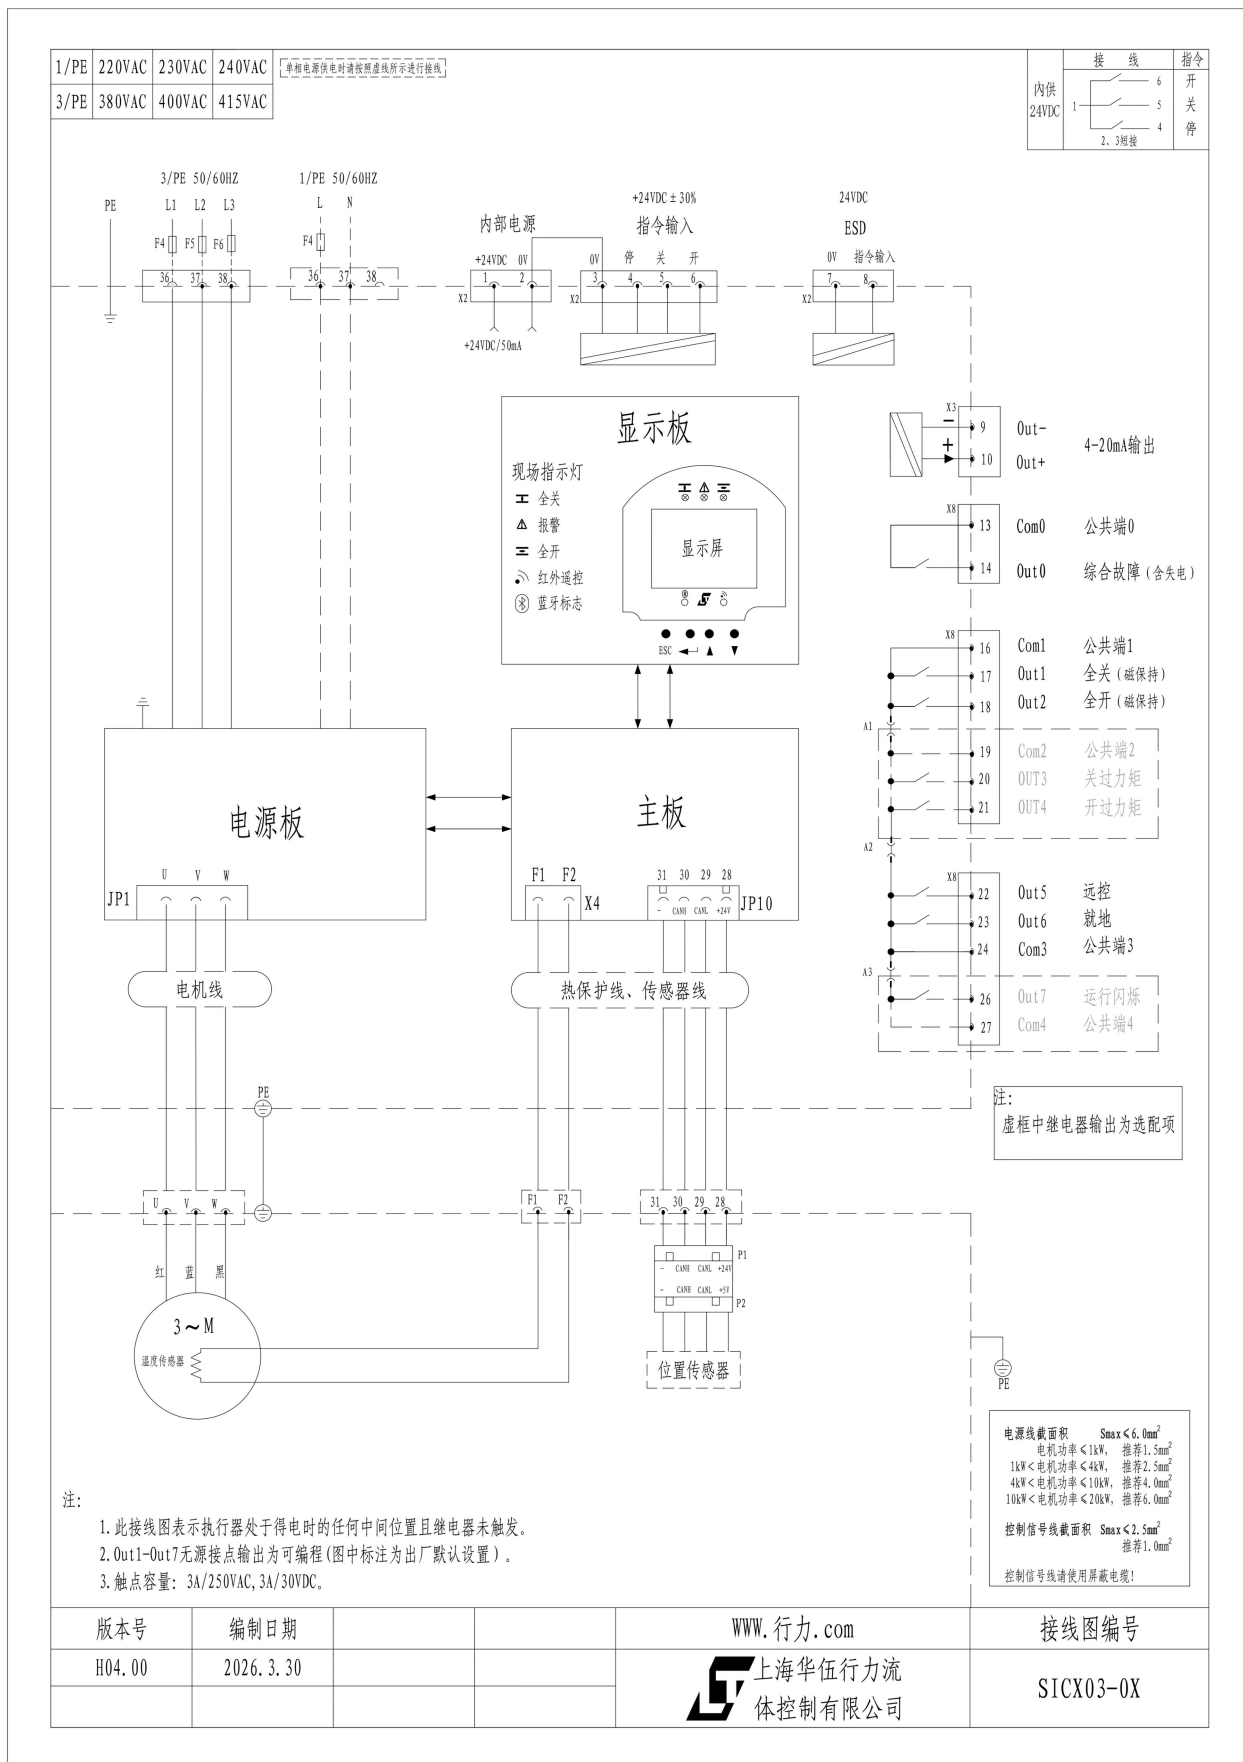 1/PE 220VAC 230VAC 240VAC
3/PE 380VAC 400VAC 415VAC
单相电源供电时请按照虚线所示进行接线
内供
24VDC
接 线 指令
1
6 开
5 关
4 停
2、3短接
3/PE 50/60HZ
PE L1 L2 L3
F4 F5 F6
36 37 38
1/PE 50/60HZ
L N
F4
36 37 38
内部电源
+24VDC 0V
1 2
X2
+24VDC/50mA
+24VDC±30%
指令输入
0V 停 关 开
3 4 5 6
X2
24VDC
ESD
0V 指令输入
7 8
X2
显示板
现场指示灯
全关
报警
全开
红外遥控
蓝牙标志
显示屏
ESC
X3
− 9 Out-
+ 10 Out+
4-20mA输出
X8
13 Com0 公共端0
14 Out0 综合故障(含失电)
X8
16 Com1 公共端1
17 Out1 全关(磁保持)
18 Out2 全开(磁保持)
A1
19 Com2 公共端2
20 OUT3 关过力矩
21 OUT4 开过力矩
A2
X8
22 Out5 远控
23 Out6 就地
24 Com3 公共端3
A3
26 Out7 运行闪烁
27 Com4 公共端4
电源板
U V W
JP1
主板
F1 F2
X4
31 30 29 28
- CANH CANL +24V
JP10
电机线
热保护线、传感器线
PE
注:
虚框中继电器输出为选配项
U V W
F1 F2
31 30 29 28
红 蓝 黑
3~M
温度传感器
P1
- CANH CANL +24V
- CANH CANL +5V
P2
位置传感器
PE
电源线截面积 Smax≤6.0mm²
电机功率≤1kW, 推荐1.5mm²
1kW<电机功率≤4kW, 推荐2.5mm²
4kW<电机功率≤10kW, 推荐4.0mm²
10kW<电机功率≤20kW, 推荐6.0mm²
控制信号线截面积 Smax≤2.5mm²
推荐1.0mm²
控制信号线请使用屏蔽电缆!
注:
1.此接线图表示执行器处于得电时的任何中间位置且继电器未触发。
2.Out1-Out7无源接点输出为可编程(图中标注为出厂默认设置)。
3.触点容量: 3A/250VAC,3A/30VDC。
版本号 编制日期
H04.00 2026.3.30
WWW.行力.com
上海华伍行力流
体控制有限公司
接线图编号
SICX03-0X